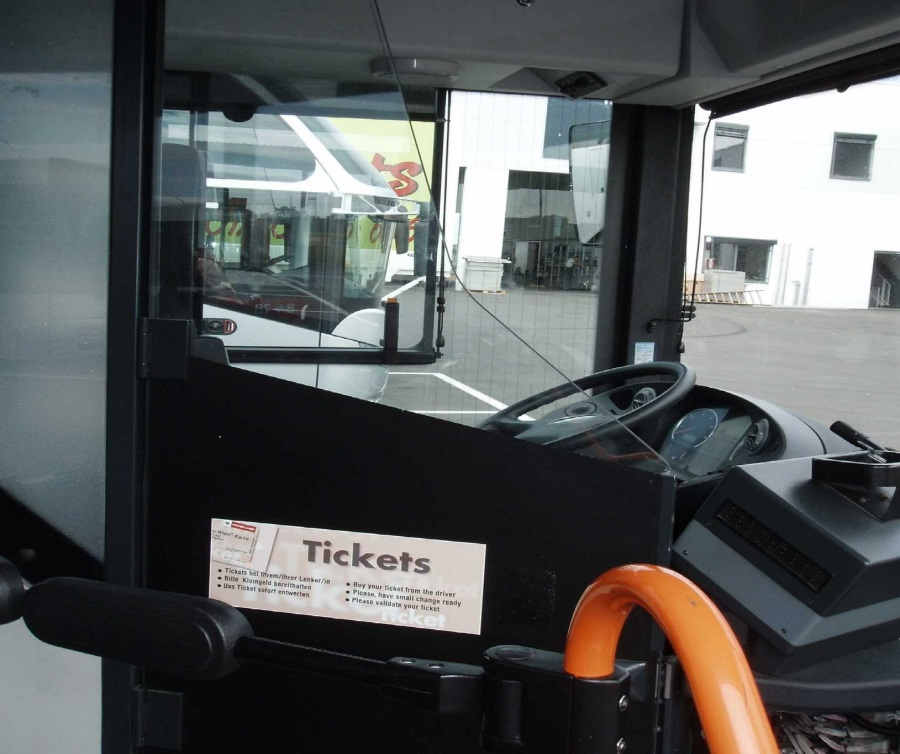 Tickets
• Tickets bei Ihrem/Ihrer Lenker/in
• Bitte Kleingeld bereithalten
• Das Ticket sofort entwerten
• Buy your ticket from the driver
• Please, have small change ready
• Please validate your ticket
Ticket